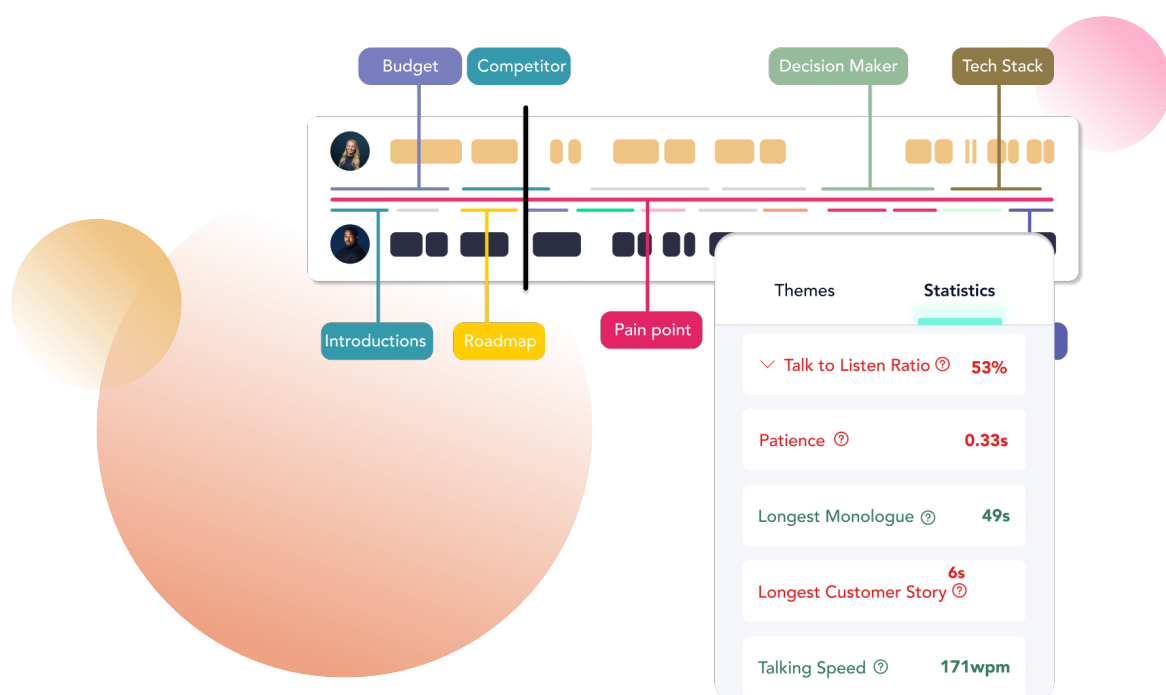 Budget
Competitor
Decision Maker
Tech Stack
Introductions
Roadmap
Pain point
Themes
Statistics
Talk to Listen Ratio ? 53%
Patience ? 0.33s
Longest Monologue ? 49s
6s
Longest Customer Story ?
Talking Speed ? 171wpm